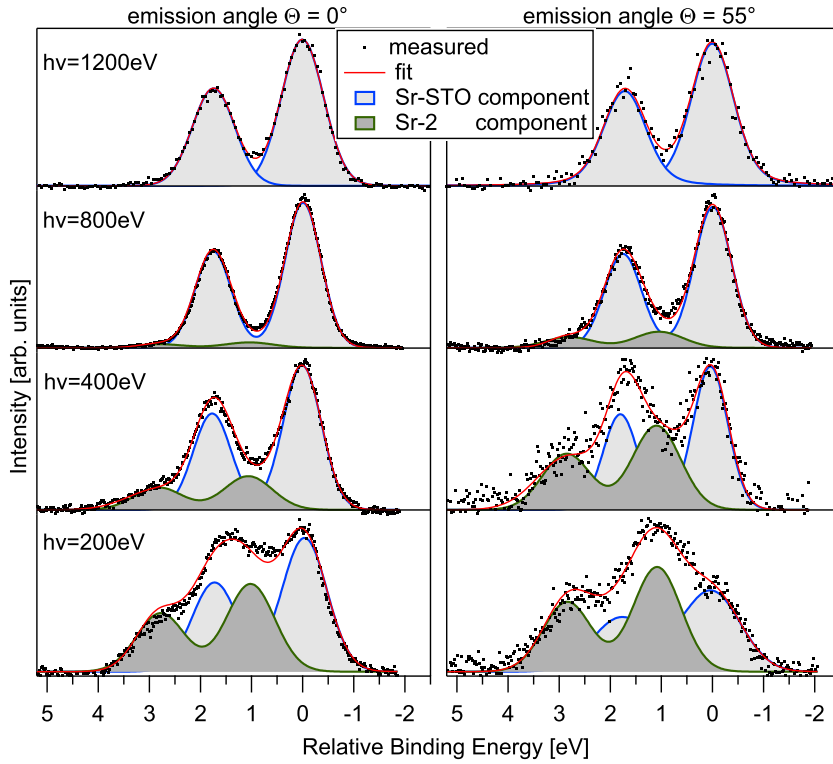 emission angle Θ = 0°
emission angle Θ = 55°
measured
fit
Sr-STO component
Sr-2 component
hν=1200eV
hν=800eV
hν=400eV
hν=200eV
Intensity [arb. units]
5 4 3 2 1 0 -1 -2
5 4 3 2 1 0 -1 -2
Relative Binding Energy [eV]